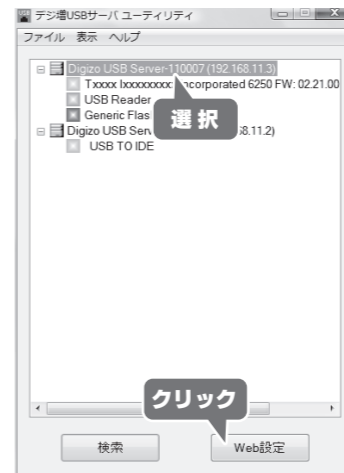 デジ増USBサーバ ユーティリティ
ファイル 表示 ヘルプ
Digizo USB Server-110007 (192.168.11.3)
Txxxx Ixxxxxxxx ncorporated 6250 FW: 02.21.00
USB Reader
Generic Flas
選択
Digizo USB Serv 68.11.2)
USB TO IDE
クリック
検索
Web設定